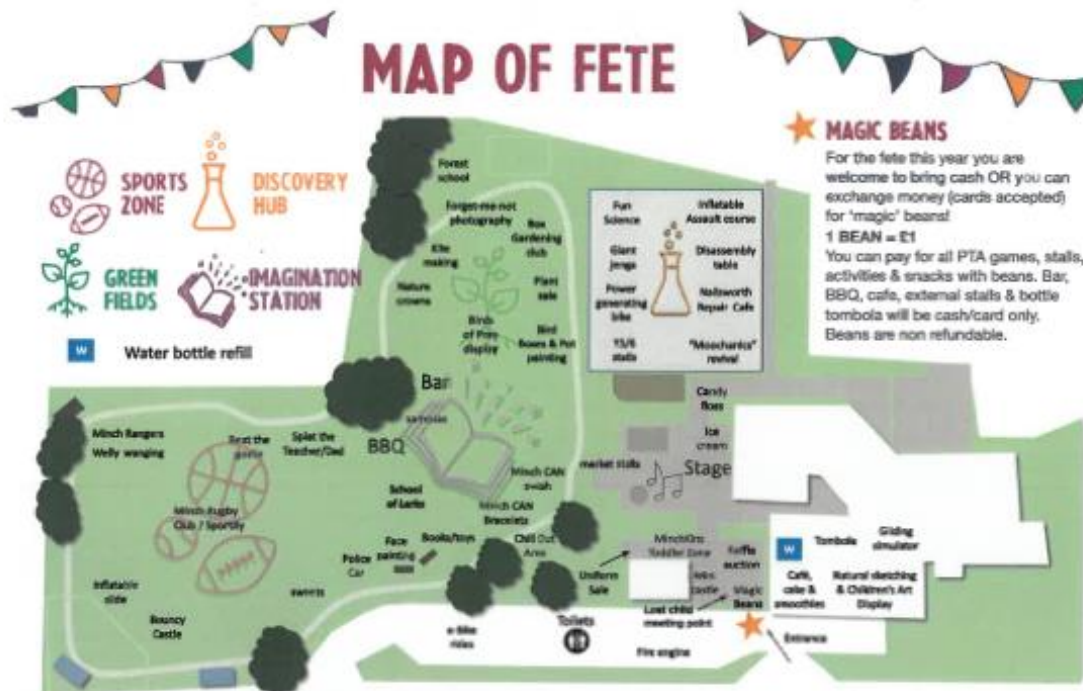 MAP OF FETE
SPORTS
ZONE
DISCOVERY
HUB
GREEN
FIELDS
IMAGINATION
STATION
W
Water bottle refill
MAGIC BEANS
For the fete this year you are
welcome to bring cash OR you can
exchange money (cards accepted)
for 'magic' beans!
1 BEAN = £1
You can pay for all PTA games, stalls,
activities & snacks with beans. Bar,
BBQ, cafe, external stalls & bottle
tombola will be cash/card only.
Beans are non refundable.
Forest
school
Forget-me-not
photography
Box
Gardening
club
Kite
making
Nature
crowns
Plant
sale
Birds
of Prey
display
Bird
Boxes & Pot
painting
Fun
Science
Inflatable
Assault course
Giant
jenga
Disassembly
table
Power
generating
bike
Nailsworth
Repair Cafe
Y5/6
stalls
"Moochanics"
revival
Bar
BBQ
Candy
floss
Ice
cream
market stalls
Stage
Minch Rangers
Welly wanging
Beat the
goalie
Splat the
Teacher/Dad
Minch Rugby
Club / Sportily
School
of Larks
Minch CAN
swish
Minch CAN
Bracelets
Chill Out
Area
Face
painting
Books/toys
Police
Car
sweets
Inflatable
slide
Bouncy
Castle
Uniform
Sale
Toddler Zone
Raffle
auction
castle
Magic
Beans
Lost child
meeting point
e-Bike
rides
Toilets
Fire engine
Entrance
W
Tombola
Gliding
simulator
Café,
cake &
smoothies
Natural sketching
& Children's Art
Display